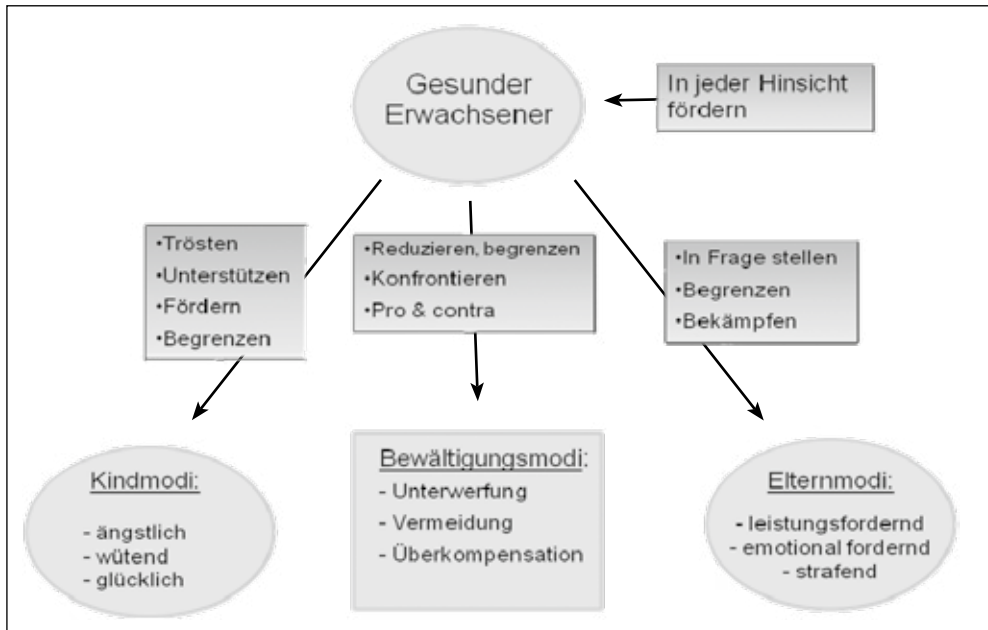 Gesunder
Erwachsener
In jeder Hinsicht
fördern
•Trösten
•Unterstützen
•Fördern
•Begrenzen
•Reduzieren, begrenzen
•Konfrontieren
•Pro & contra
•In Frage stellen
•Begrenzen
•Bekämpfen
Kindmodi:
- ängstlich
- wütend
- glücklich
Bewältigungsmodi:
- Unterwerfung
- Vermeidung
- Überkompensation
Elternmodi:
- leistungsfordernd
- emotional fordernd
- strafend